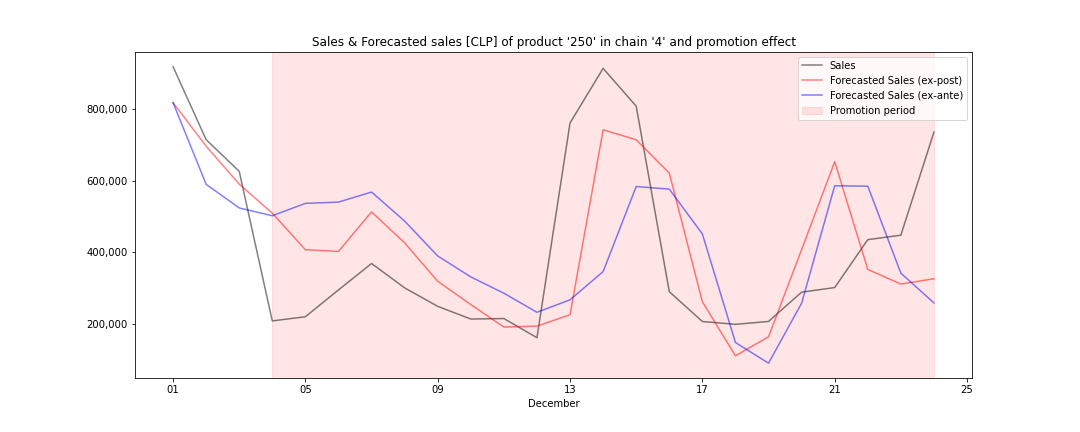 Sales & Forecasted sales [CLP] of product '250' in chain '4' and promotion effect
Sales
Forecasted Sales (ex-post)
Forecasted Sales (ex-ante)
Promotion period
800,000
600,000
400,000
200,000
01 05 09 13 17 21 25
December